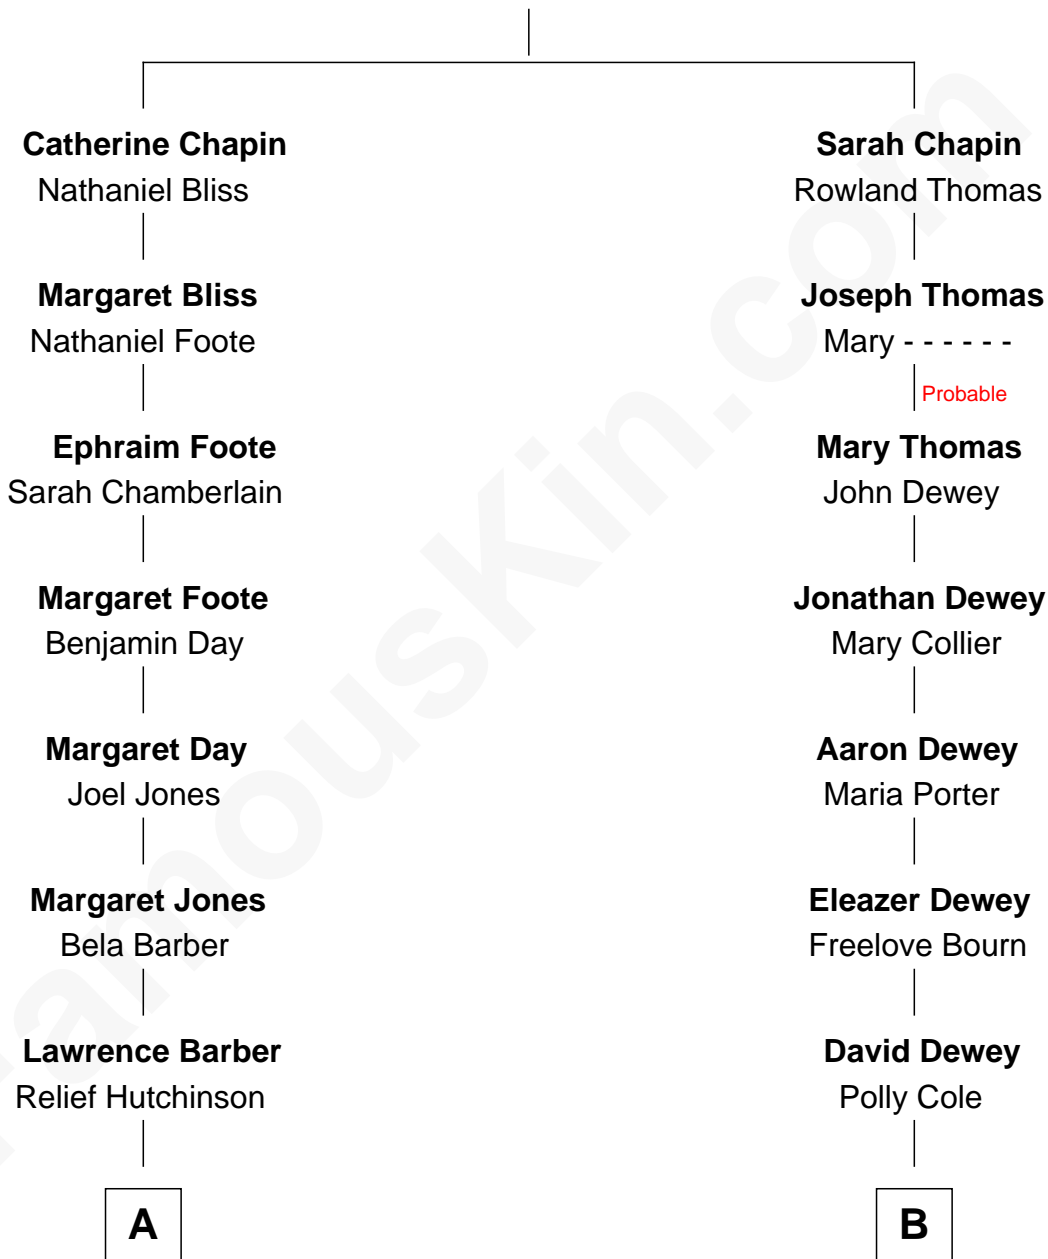 Catherine Chapin
Nathaniel Bliss
Margaret Bliss
Nathaniel Foote
Ephraim Foote
Sarah Chamberlain
Margaret Foote
Benjamin Day
Margaret Day
Joel Jones
Margaret Jones
Bela Barber
Lawrence Barber
Relief Hutchinson
A
Sarah Chapin
Rowland Thomas
Joseph Thomas
Mary - - - - - -
Probable
Mary Thomas
John Dewey
Jonathan Dewey
Mary Collier
Aaron Dewey
Maria Porter
Eleazer Dewey
Freelove Bourn
David Dewey
Polly Cole
B
FamousKin.com